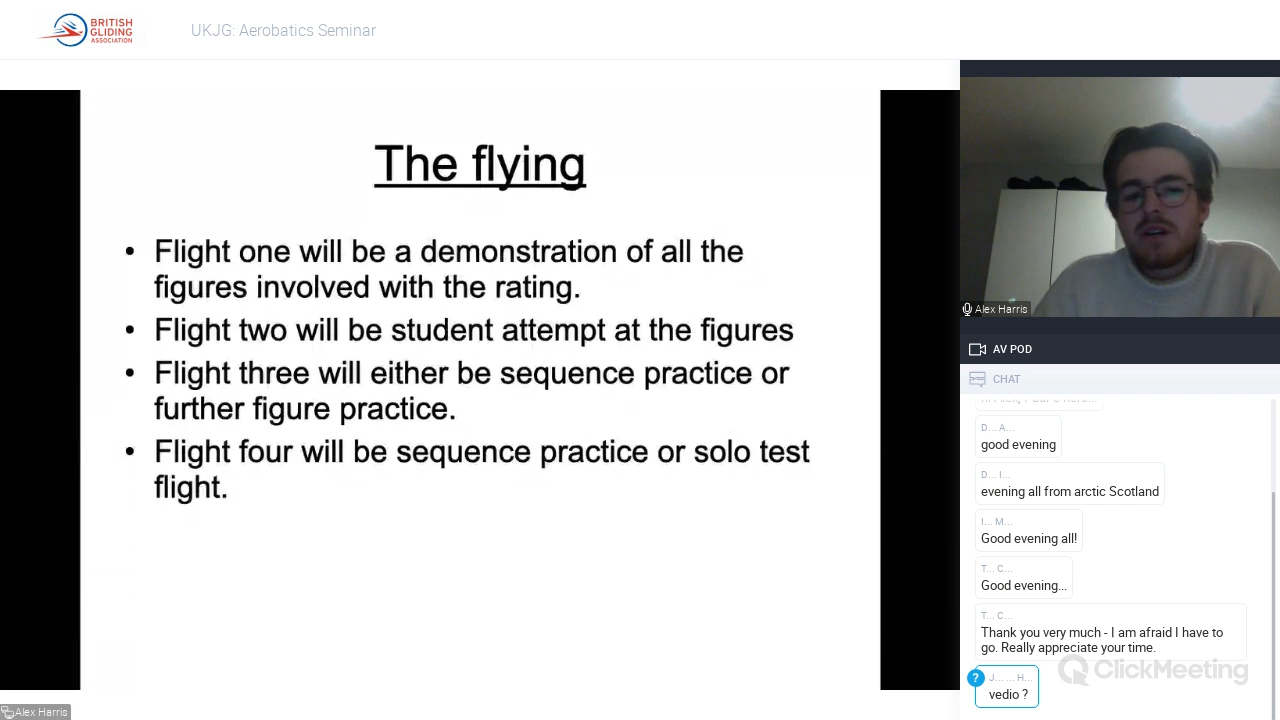 BRITISH
GLIDING
ASSOCIATION
UKJG: Aerobatics Seminar
The flying
• Flight one will be a demonstration of all the
figures involved with the rating.
• Flight two will be student attempt at the figures
• Flight three will either be sequence practice or
further figure practice.
• Flight four will be sequence practice or solo test
flight.
Alex Harris
Alex Harris
AV POD
CHAT
D... A...
good evening
D... I...
evening all from arctic Scotland
I... M...
Good evening all!
T... C...
Good evening...
T... C...
Thank you very much - I am afraid I have to
go. Really appreciate your time.
ClickMeeting
?
J... ... H...
vedio ?